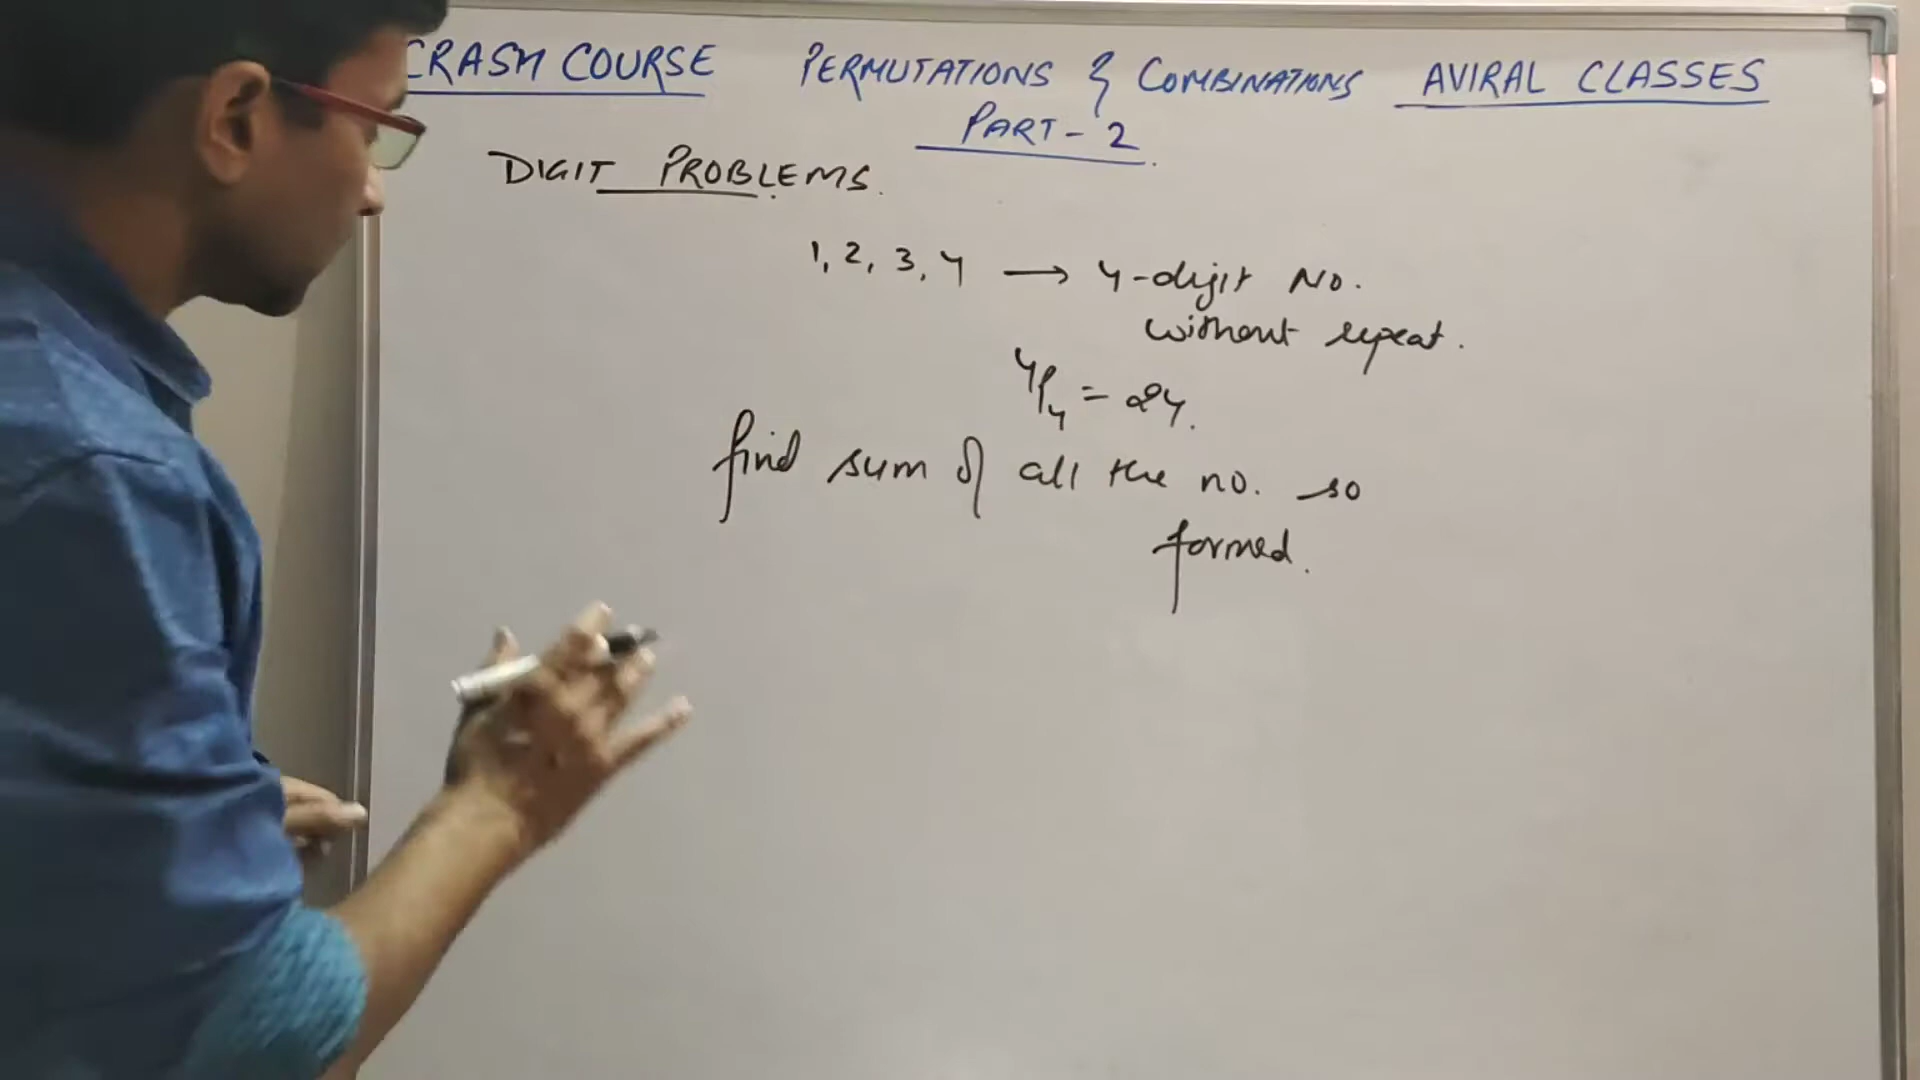 CRASH COURSE PERMUTATIONS & COMBINATIONS AVIRAL CLASSES
PART - 2
DIGIT PROBLEMS.
1, 2, 3, 4 → 4-digit No.
without repeat.
⁴P₄ = 24.
find sum of all the no. so
formed.